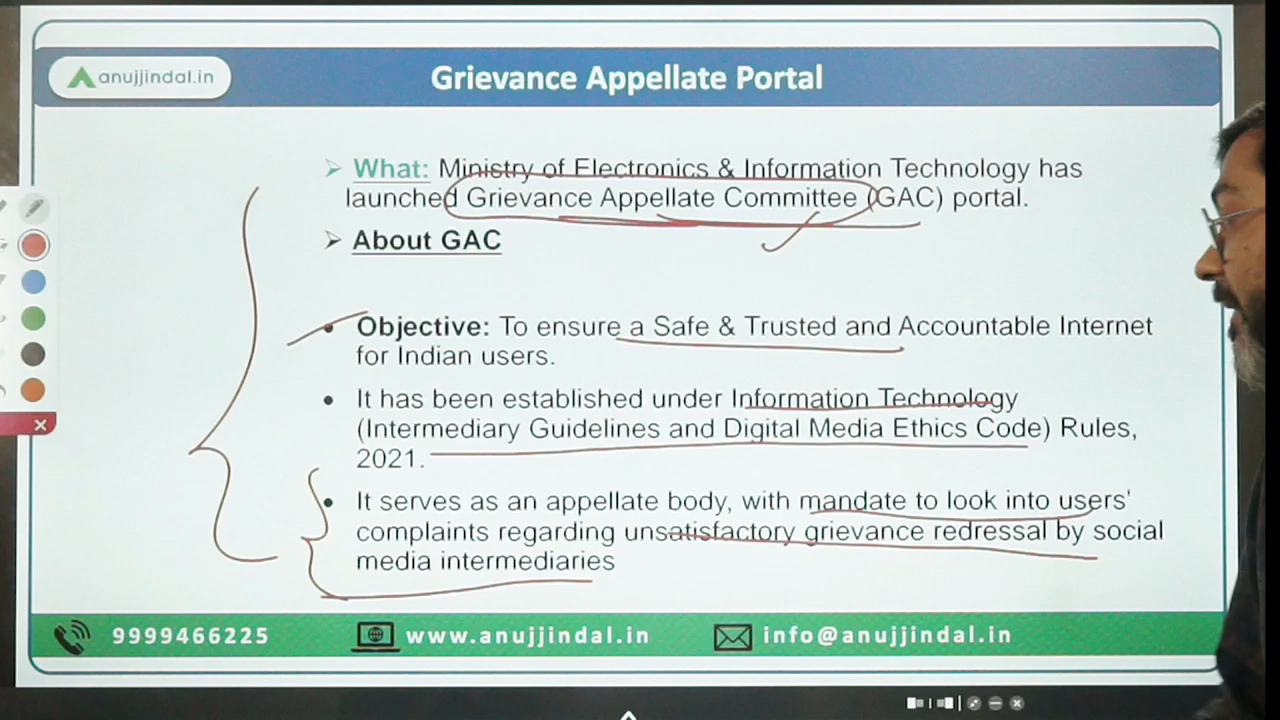 anujjindal.in
Grievance Appellate Portal
What: Ministry of Electronics & Information Technology has
launched Grievance Appellate Committee (GAC) portal.
About GAC
Objective: To ensure a Safe & Trusted and Accountable Internet
for Indian users.
It has been established under Information Technology
(Intermediary Guidelines and Digital Media Ethics Code) Rules,
2021.
It serves as an appellate body, with mandate to look into users'
complaints regarding unsatisfactory grievance redressal by social
media intermediaries
9999466225 www.anujjindal.in info@anujjindal.in